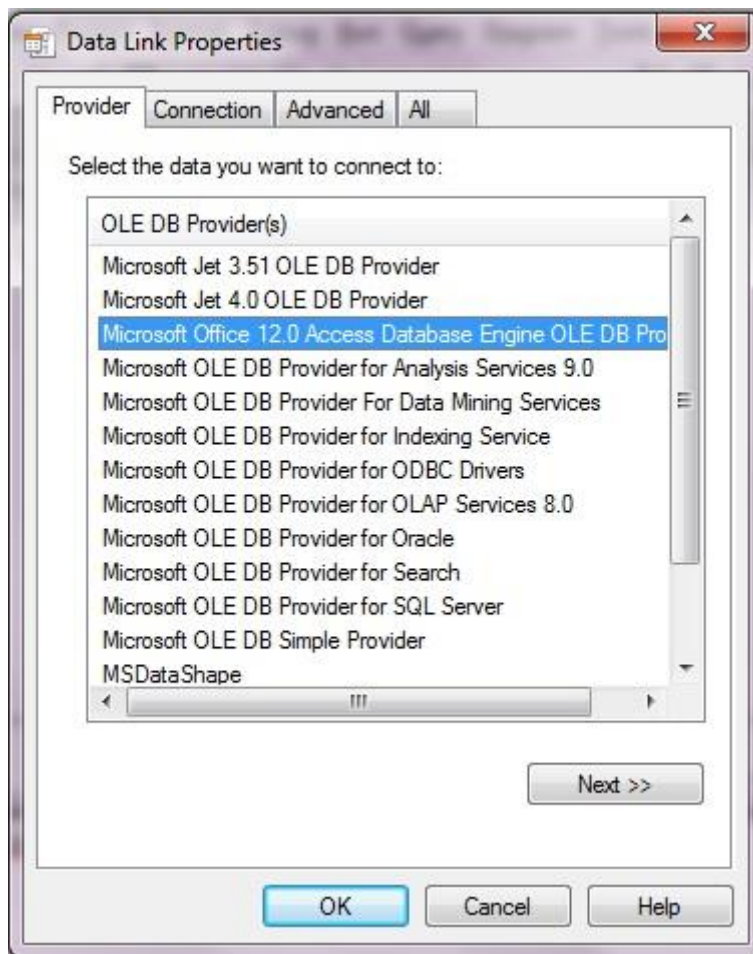 Data Link Properties
Provider Connection Advanced All
Select the data you want to connect to:
OLE DB Provider(s)
Microsoft Jet 3.51 OLE DB Provider
Microsoft Jet 4.0 OLE DB Provider
Microsoft Office 12.0 Access Database Engine OLE DB Pro
Microsoft OLE DB Provider for Analysis Services 9.0
Microsoft OLE DB Provider For Data Mining Services
Microsoft OLE DB Provider for Indexing Service
Microsoft OLE DB Provider for ODBC Drivers
Microsoft OLE DB Provider for OLAP Services 8.0
Microsoft OLE DB Provider for Oracle
Microsoft OLE DB Provider for Search
Microsoft OLE DB Provider for SQL Server
Microsoft OLE DB Simple Provider
MSDataShape
Next >>
OK Cancel Help